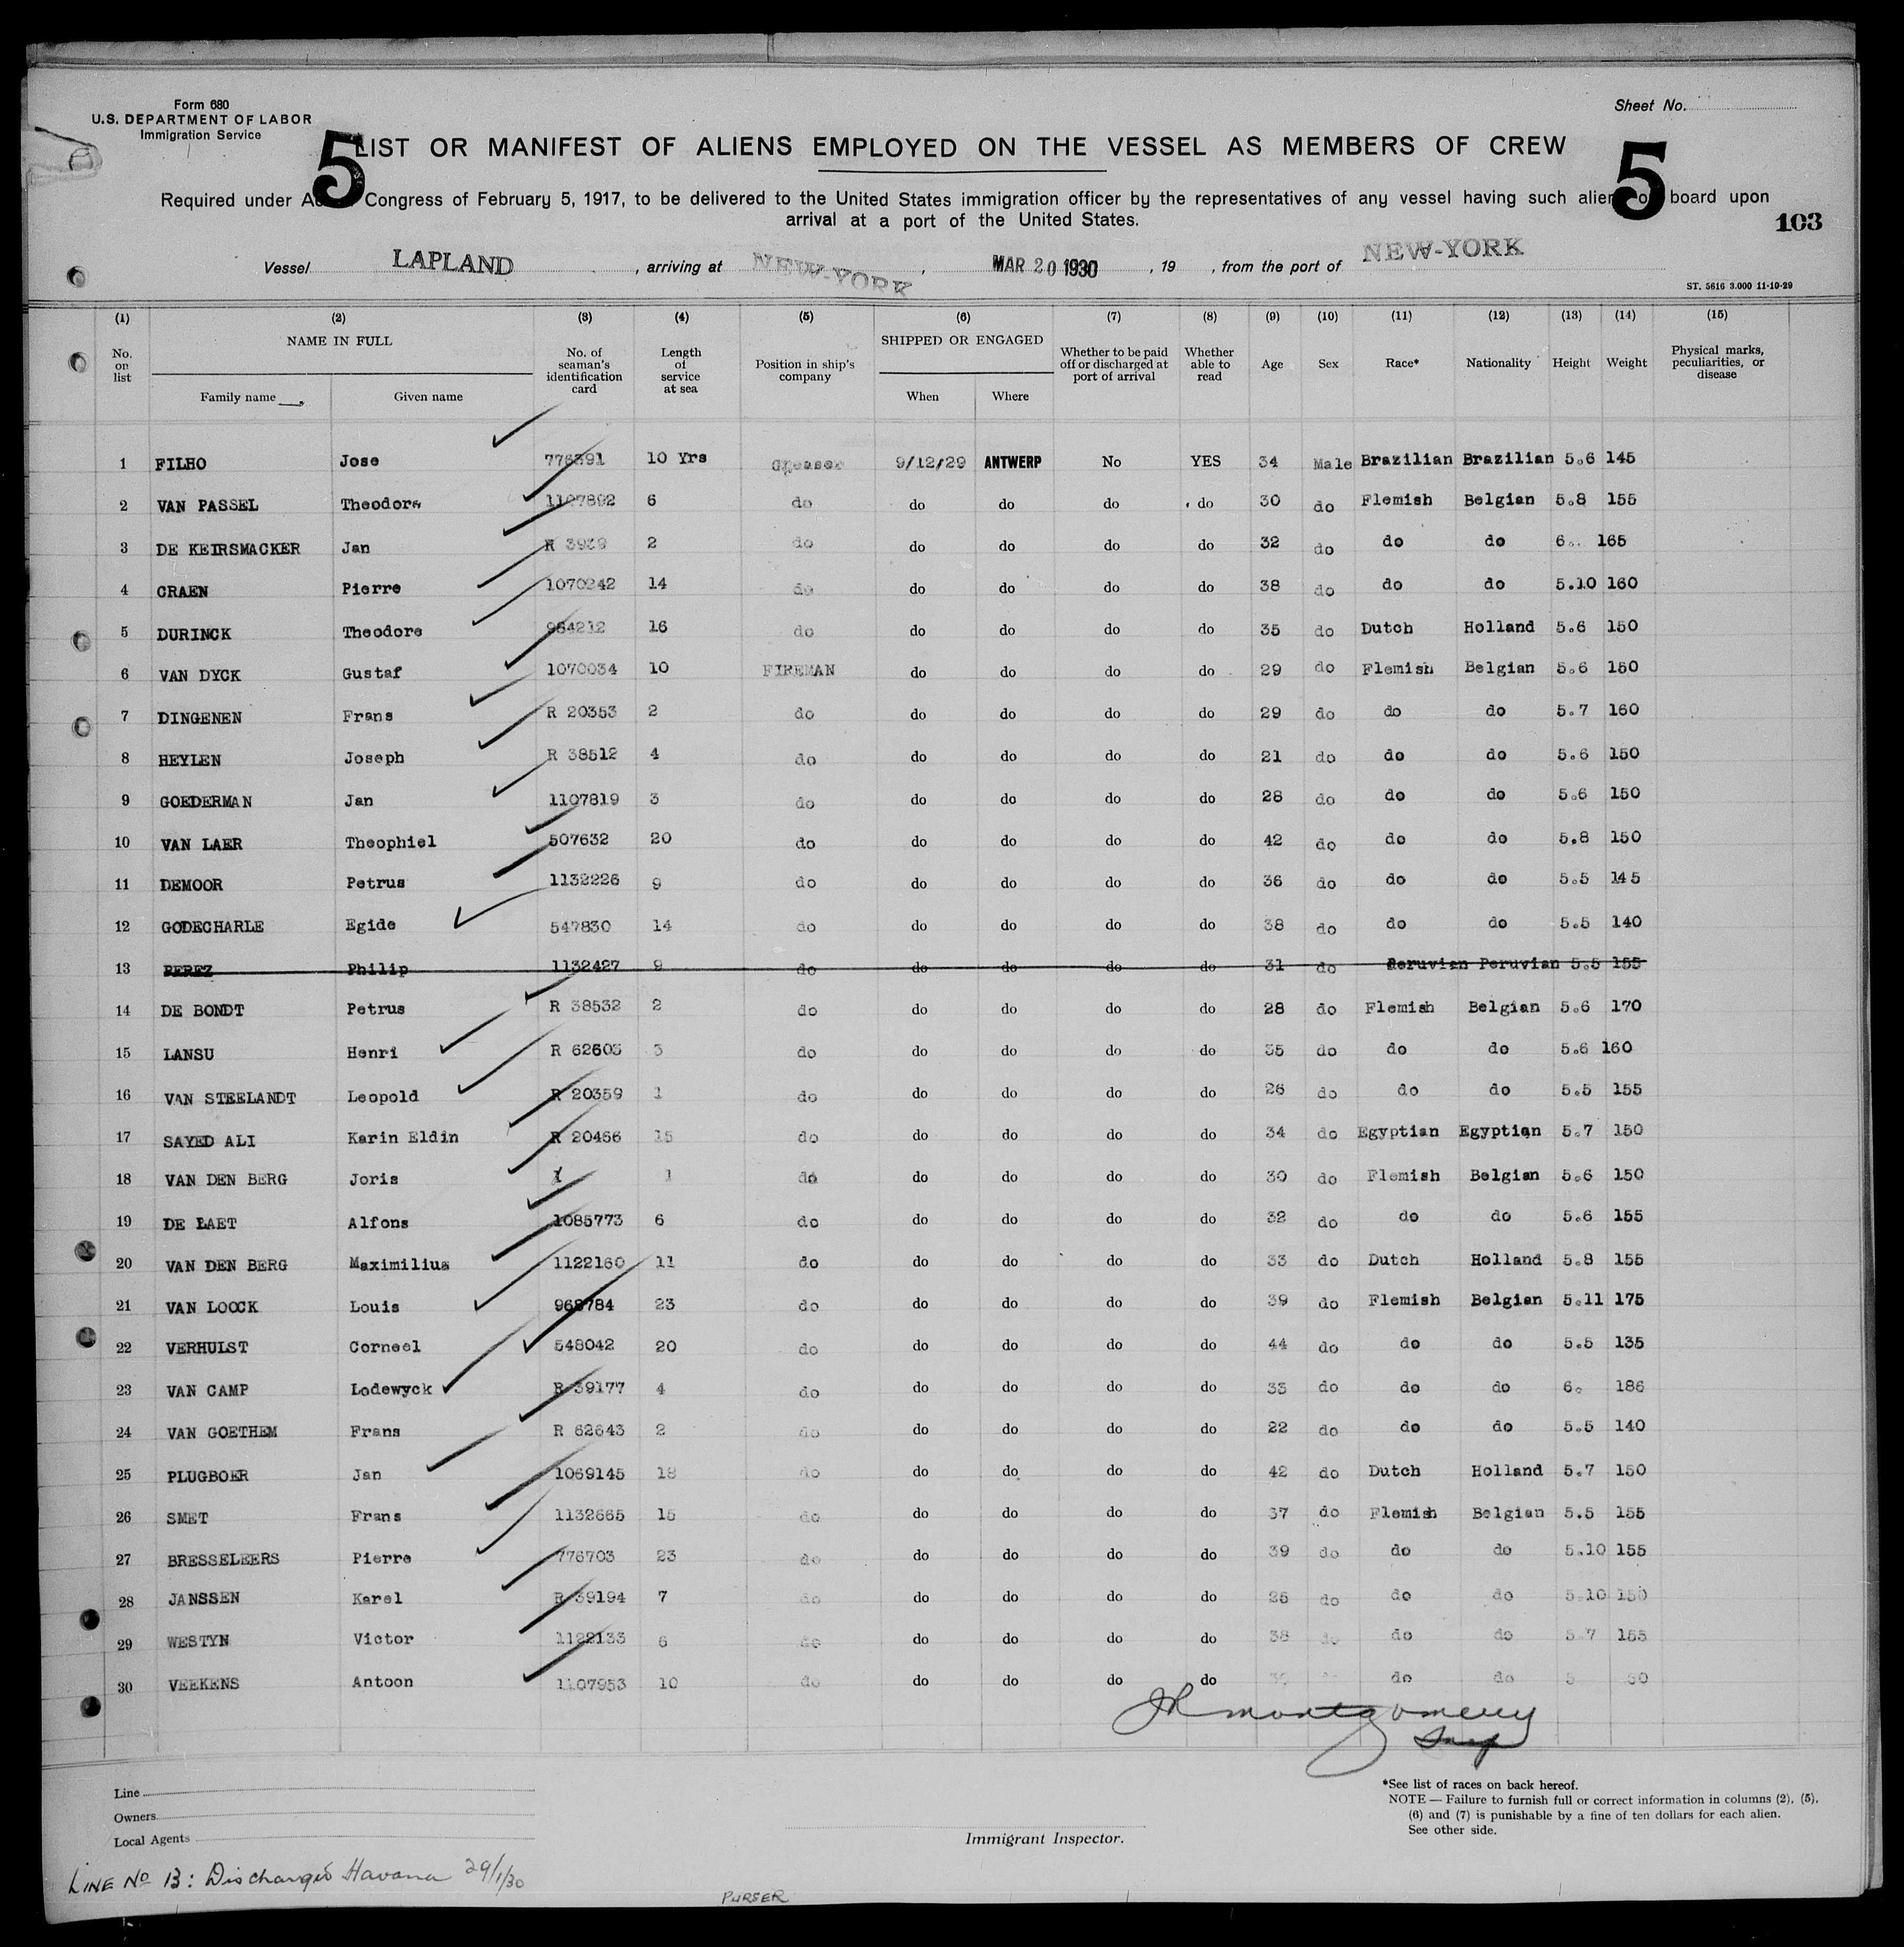 Form 680
U.S. DEPARTMENT OF LABOR
Immigration Service
Sheet No.
5 LIST OR MANIFEST OF ALIENS EMPLOYED ON THE VESSEL AS MEMBERS OF CREW 5
Required under Act Congress of February 5, 1917, to be delivered to the United States immigration officer by the representatives of any vessel having such alien on board upon
arrival at a port of the United States.
103
Vessel LAPLAND , arriving at NEW-YORK , MAR 20 1930 , 19 , from the port of NEW-YORK
ST. 5616 3.000 11-10-29
(1) (2) (3) (4) (5) (6) (7) (8) (9) (10) (11) (12) (13) (14) (15)
No. on list NAME IN FULL Family name Given name No. of seaman's identification card Length of service at sea Position in ship's company SHIPPED OR ENGAGED When Where Whether to be paid off or discharged at port of arrival Whether able to read Age Sex Race* Nationality Height Weight Physical marks, peculiarities, or disease
1 FILHO Jose 776391 10 Yrs Greaser 9/12/29 ANTWERP No YES 34 Male Brazilian Brazilian 5.6 145
2 VAN PASSEL Theodore 1107892 6 do do do do do 30 do Flemish Belgian 5.8 155
3 DE KEIRSMACKER Jan R 3939 2 do do do do do 32 do do do 6. 165
4 CRAEN Pierre 1070242 14 do do do do do 38 do do do 5.10 160
5 DURINCK Theodore 984212 16 do do do do do 35 do Dutch Holland 5.6 150
6 VAN DYCK Gustaf 1070034 10 FIREMAN do do do do 29 do Flemish Belgian 5.6 150
7 DINGENEN Frans R 20353 2 do do do do do 29 do do do 5.7 160
8 HEYLEN Joseph R 38512 4 do do do do do 21 do do do 5.6 150
9 GOEDERMAN Jan 1107819 3 do do do do do 28 do do do 5.6 150
10 VAN LAER Theophiel 507632 20 do do do do do 42 do do do 5.8 150
11 DEMOOR Petrus 1132226 9 do do do do do 36 do do do 5.5 145
12 GODECHARLE Egide 547830 14 do do do do do 38 do do do 5.5 140
13 PEREZ Philip 1132427 9 do do do do do 31 do Peruvian Peruvian 5.5 155
14 DE BONDT Petrus R 38532 2 do do do do do 28 do Flemish Belgian 5.6 170
15 LANSU Henri R 62603 3 do do do do do 35 do do do 5.6 160
16 VAN STEELANDT Leopold R 20359 1 do do do do do 26 do do do 5.5 155
17 SAYED ALI Karin Eldin R 20466 15 do do do do do 34 do Egyptian Egyptian 5.7 150
18 VAN DEN BERG Joris 1 do do do do do 30 do Flemish Belgian 5.6 150
19 DE LAET Alfons 1085773 6 do do do do do 32 do do do 5.6 155
20 VAN DEN BERG Maximilius 1122160 11 do do do do do 33 do Dutch Holland 5.8 155
21 VAN LOOCK Louis 968784 23 do do do do do 39 do Flemish Belgian 5.11 175
22 VERHULST Corneel 548042 20 do do do do do 44 do do do 5.5 135
23 VAN CAMP Lodewyck R 39177 4 do do do do do 33 do do do 6. 186
24 VAN GOETHEM Frans R 62643 2 do do do do do 22 do do do 5.5 140
25 PLUGBOER Jan 1069145 18 do do do do do 42 do Dutch Holland 5.7 150
26 SMET Frans 1132665 15 do do do do do 37 do Flemish Belgian 5.5 155
27 BRESSELEERS Pierre 776703 23 do do do do do 39 do do do 5.10 155
28 JANSSEN Karel R 39194 7 do do do do do do do do 5.10 150
29 WESTYN Victor 1122133 6 do do do do do 38 do do do 5.7 155
30 VEEKENS Antoon 1107953 10 do do do do do do do
JR Montgomery
Insp
Line
Owners
Local Agents
Immigrant Inspector.
*See list of races on back hereof.
NOTE — Failure to furnish full or correct information in columns (2), (5),
(6) and (7) is punishable by a fine of ten dollars for each alien.
See other side.
LINE No 13: Discharged Havana 29/1/30
PURSER